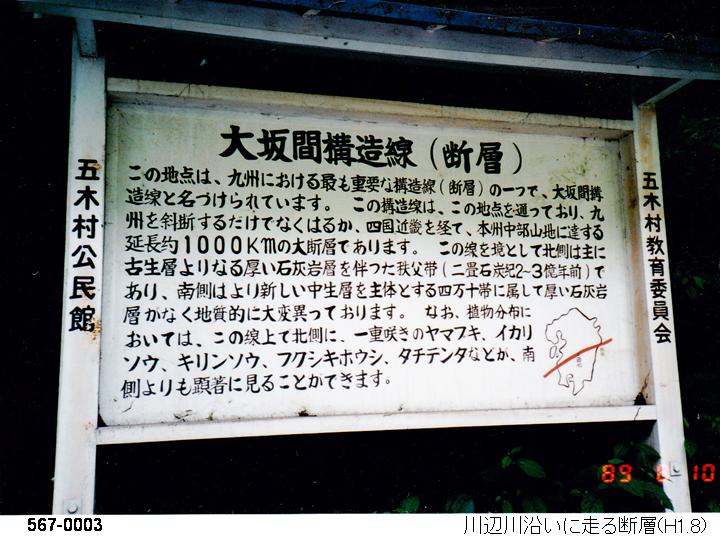 大坂間構造線(断層)
この地点は、九州における最も重要な構造線(断層)の一つで、大坂間構
造線と名づけられています。 この構造線は、この地点を通っており、九
州を斜断するだけでなくはるか、四国近畿を経て、本州中部山地に達する
延長約1000KMの大断層であります。 この線を境として北側は主に
古生層よりなる厚い石灰岩層を伴った秩父帯(二畳石炭紀2~3億年前)で
あり、南側はより新しい中生層を主体とする四万十帯に属して厚い石灰岩
層がなく地質的に大変異っております。 なお、植物分布に
おいては、この線上で北側に、一重咲きのヤマフキ、イカリ
ソウ、キリンソウ、フクシキホウシ、タチテンタなどが、南
側よりも顕著に見ることができます。
五木村公民館
五木村教育委員会
567-0003
川辺川沿いに走る断層(H1.8)